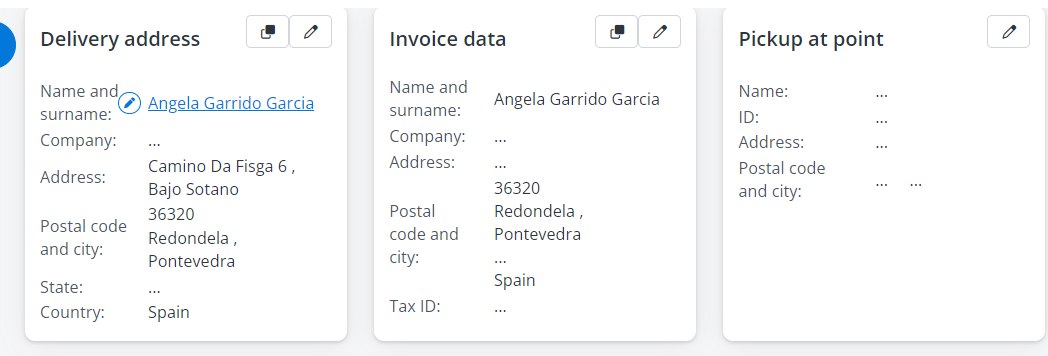 Delivery address
Name and surname: Angela Garrido Garcia
Company: ...
Address: Camino Da Fisga 6 ,
Bajo Sotano
Postal code and city: 36320
Redondela ,
Pontevedra
State: ...
Country: Spain
Invoice data
Name and surname: Angela Garrido Garcia
Company: ...
Address: ...
Postal code and city: 36320
Redondela ,
Pontevedra
...
Spain
Tax ID: ...
Pickup at point
Name: ...
ID: ...
Address: ...
Postal code and city: ... ...